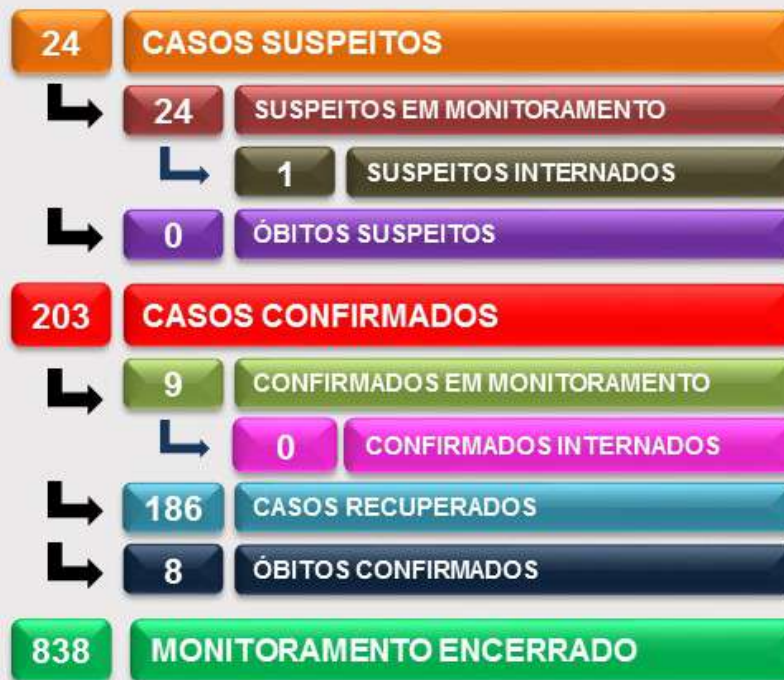 24 CASOS SUSPEITOS
24 SUSPEITOS EM MONITORAMENTO
1 SUSPEITOS INTERNADOS
0 ÓBITOS SUSPEITOS
203 CASOS CONFIRMADOS
9 CONFIRMADOS EM MONITORAMENTO
0 CONFIRMADOS INTERNADOS
186 CASOS RECUPERADOS
8 ÓBITOS CONFIRMADOS
838 MONITORAMENTO ENCERRADO